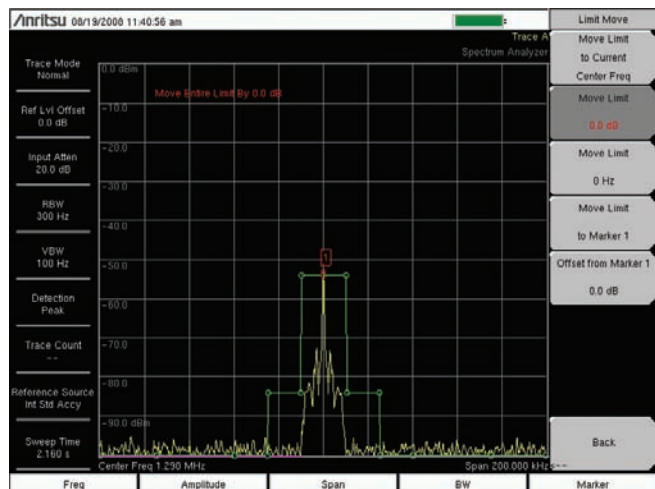 Anritsu 08/19/2008 11:40:56 am
Trace A
Spectrum Analyzer
Trace Mode
Normal
Ref Lvl Offset
0.0 dB
Input Atten
20.0 dB
RBW
300 Hz
VBW
100 Hz
Detection
Peak
Trace Count
--
Reference Source
Int Std Accy
Sweep Time
2.160 s
0.0 dBm
Move Entire Limit By 0.0 dB
-10.0
-20.0
-30.0
-40.0
-50.0
1
-60.0
-70.0
-80.0
-90.0 dBm
Center Freq 1.290 MHz
Span 200.000 kHz
Limit Move
Move Limit
to Current
Center Freq
Move Limit
0.0 dB
Move Limit
0 Hz
Move Limit
to Marker 1
Offset from Marker 1
0.0 dB
Back
<--
Freq
Amplitude
Span
BW
Marker